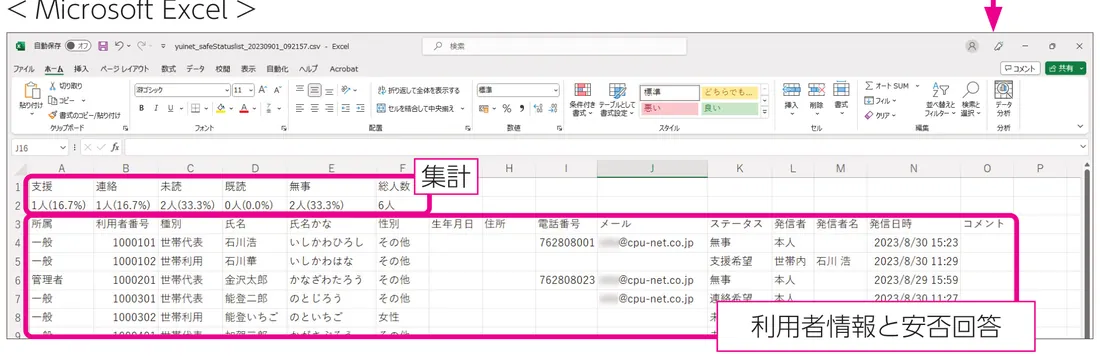 < Microsoft Excel >
自動保存 オフ yuinet_safeStatuslist_20230901_092157.csv - Excel 検索
ファイル ホーム 挿入 ページ レイアウト 数式 データ 校閲 表示 自動化 ヘルプ Acrobat コメント 共有
貼り付け 切り取り コピー 書式のコピー/貼り付け クリップボード
游ゴシック 11 B I U フォント
折り返して全体を表示する セルを結合して中央揃え 配置
標準 % 数値
条件付き書式 テーブルとして書式設定 標準 どちらでも... 悪い 良い スタイル
挿入 削除 書式 セル
オート SUM フィル クリア 並べ替えとフィルター 検索と選択 編集
データ分析 分析
J16 fx
A B C D E F H I J K L M N O P
集計
1 支援 連絡 未読 既読 無事 総人数
2 1人(16.7%) 1人(16.7%) 2人(33.3%) 0人(0.0%) 2人(33.3%) 6人
3 所属 利用者番号 種別 氏名 氏名かな 性別 生年月日 住所 電話番号 メール ステータス 発信者 発信者名 発信日時 コメント
4 一般 1000101 世帯代表 石川浩 いしかわひろし その他 762808001 @cpu-net.co.jp 無事 本人 2023/8/30 15:23
5 一般 1000102 世帯利用 石川華 いしかわはな その他 支援希望 世帯内 石川 浩 2023/8/30 11:29
6 管理者 1000201 世帯代表 金沢太郎 かなざわたろう その他 762808023 @cpu-net.co.jp 無事 本人 2023/8/29 15:59
7 一般 1000301 世帯代表 能登二郎 のとじろう その他 @cpu-net.co.jp 連絡希望 本人 2023/8/30 11:27
8 一般 1000302 世帯利用 能登いちご のといちご 女性
利用者情報と安否回答